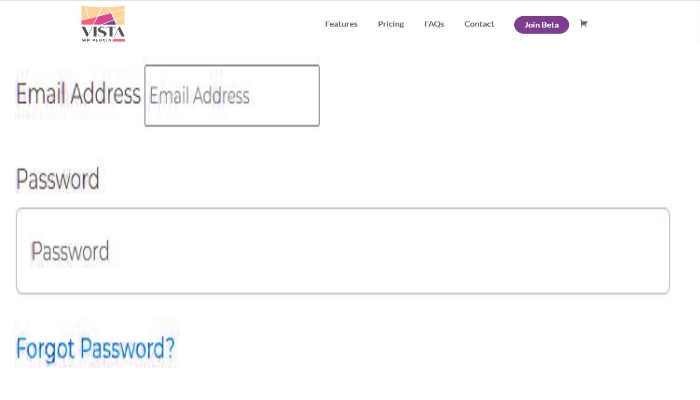 VISTA
WP PLUGIN
Features Pricing FAQs Contact Join Beta
Email Address Email Address
Password
Password
Forgot Password?